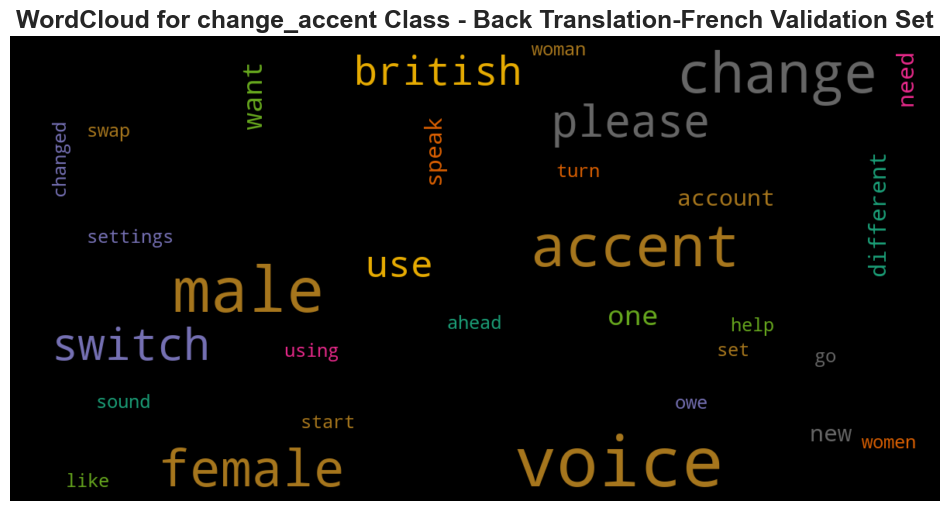 WordCloud for change_accent Class - Back Translation-French Validation Set
woman
british
change
need
want
please
swap
changed
speak
turn
different
account
settings
accent
use
male
ahead
one
help
switch
using
set
go
sound
owe
start
new
women
female
voice
like